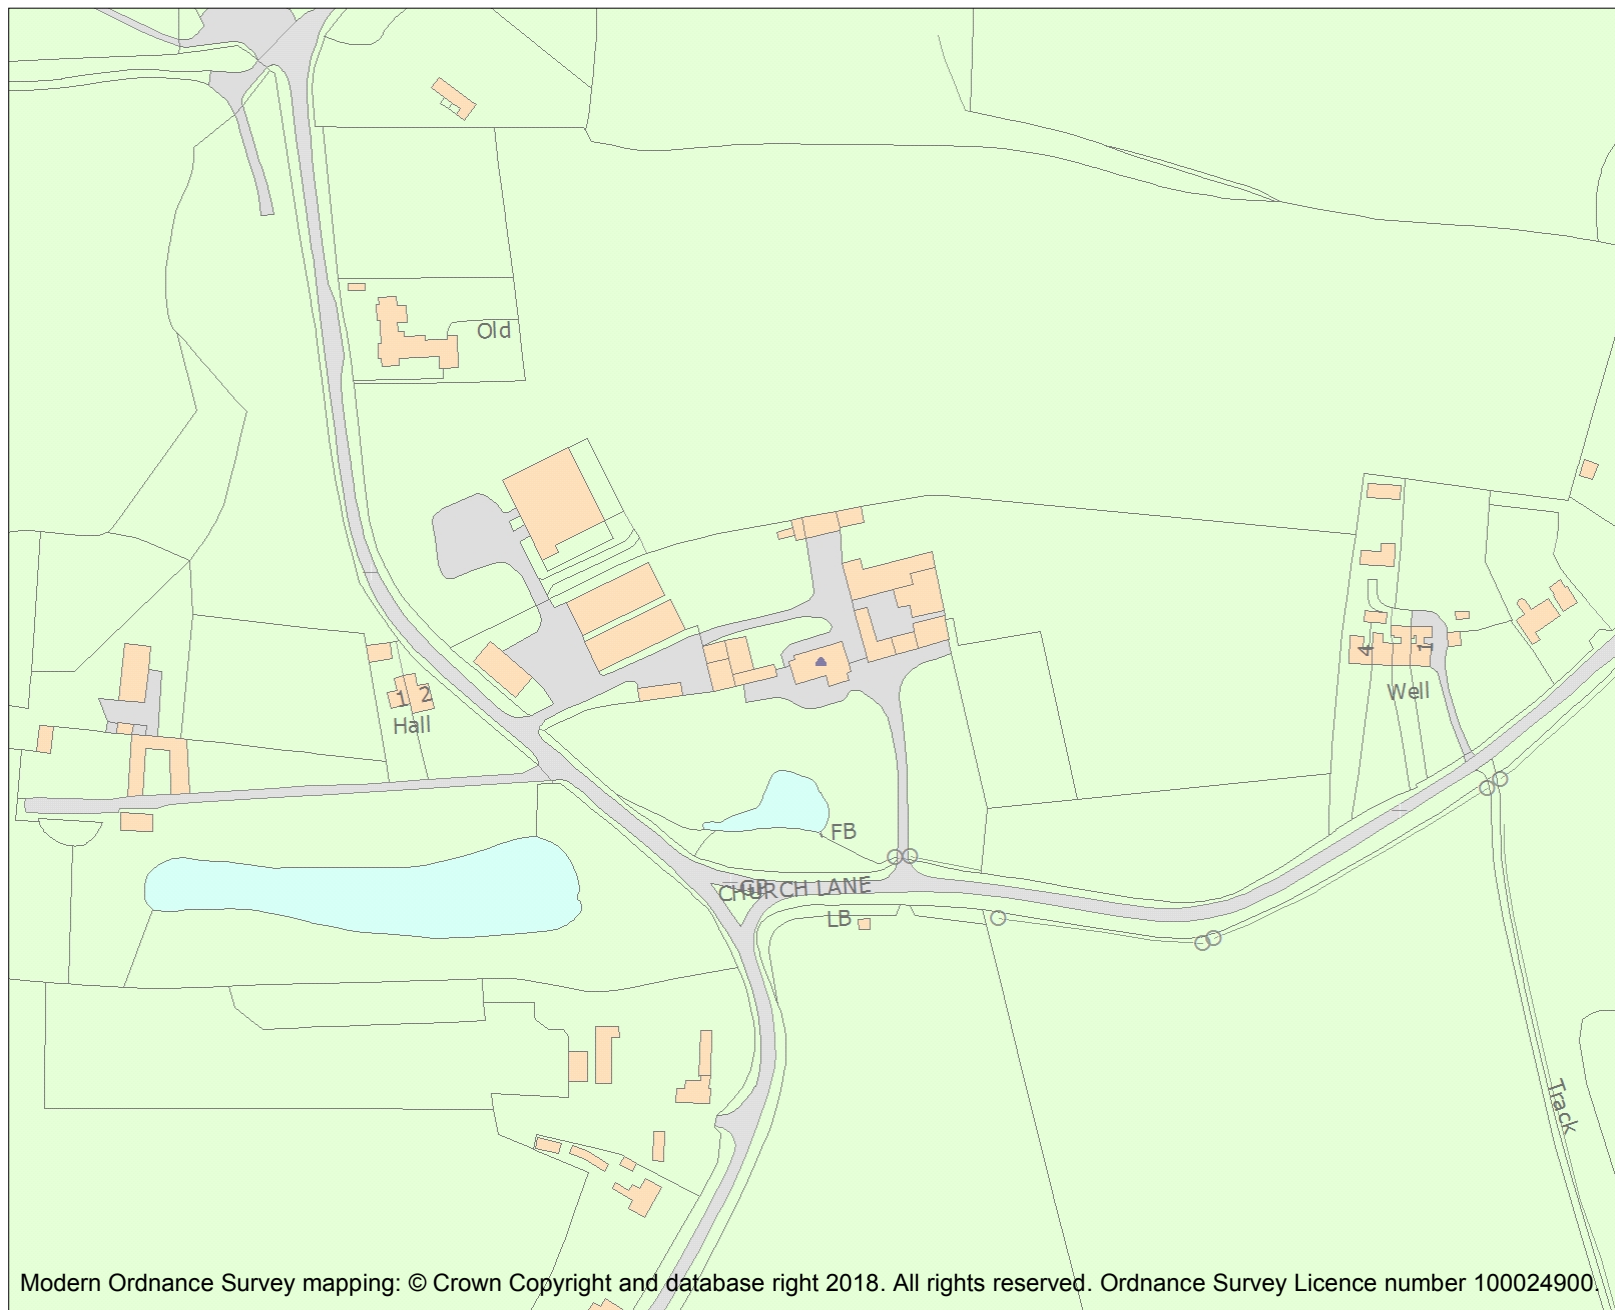 Old
4
1
Well
1 2
Hall
FB
GP
CHURCH LANE
LB
Track
Modern Ordnance Survey mapping: © Crown Copyright and database right 2018. All rights reserved. Ordnance Survey Licence number 100024900.